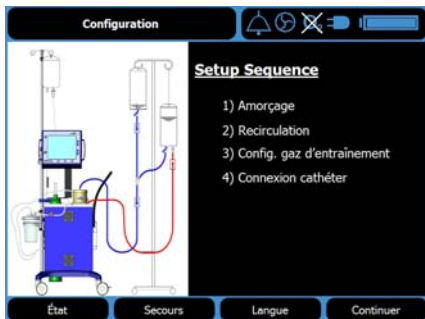 Configuration
Setup Sequence
1) Amorçage
2) Recirculation
3) Config. gaz d'entraînement
4) Connexion cathéter
État
Secours
Langue
Continuer